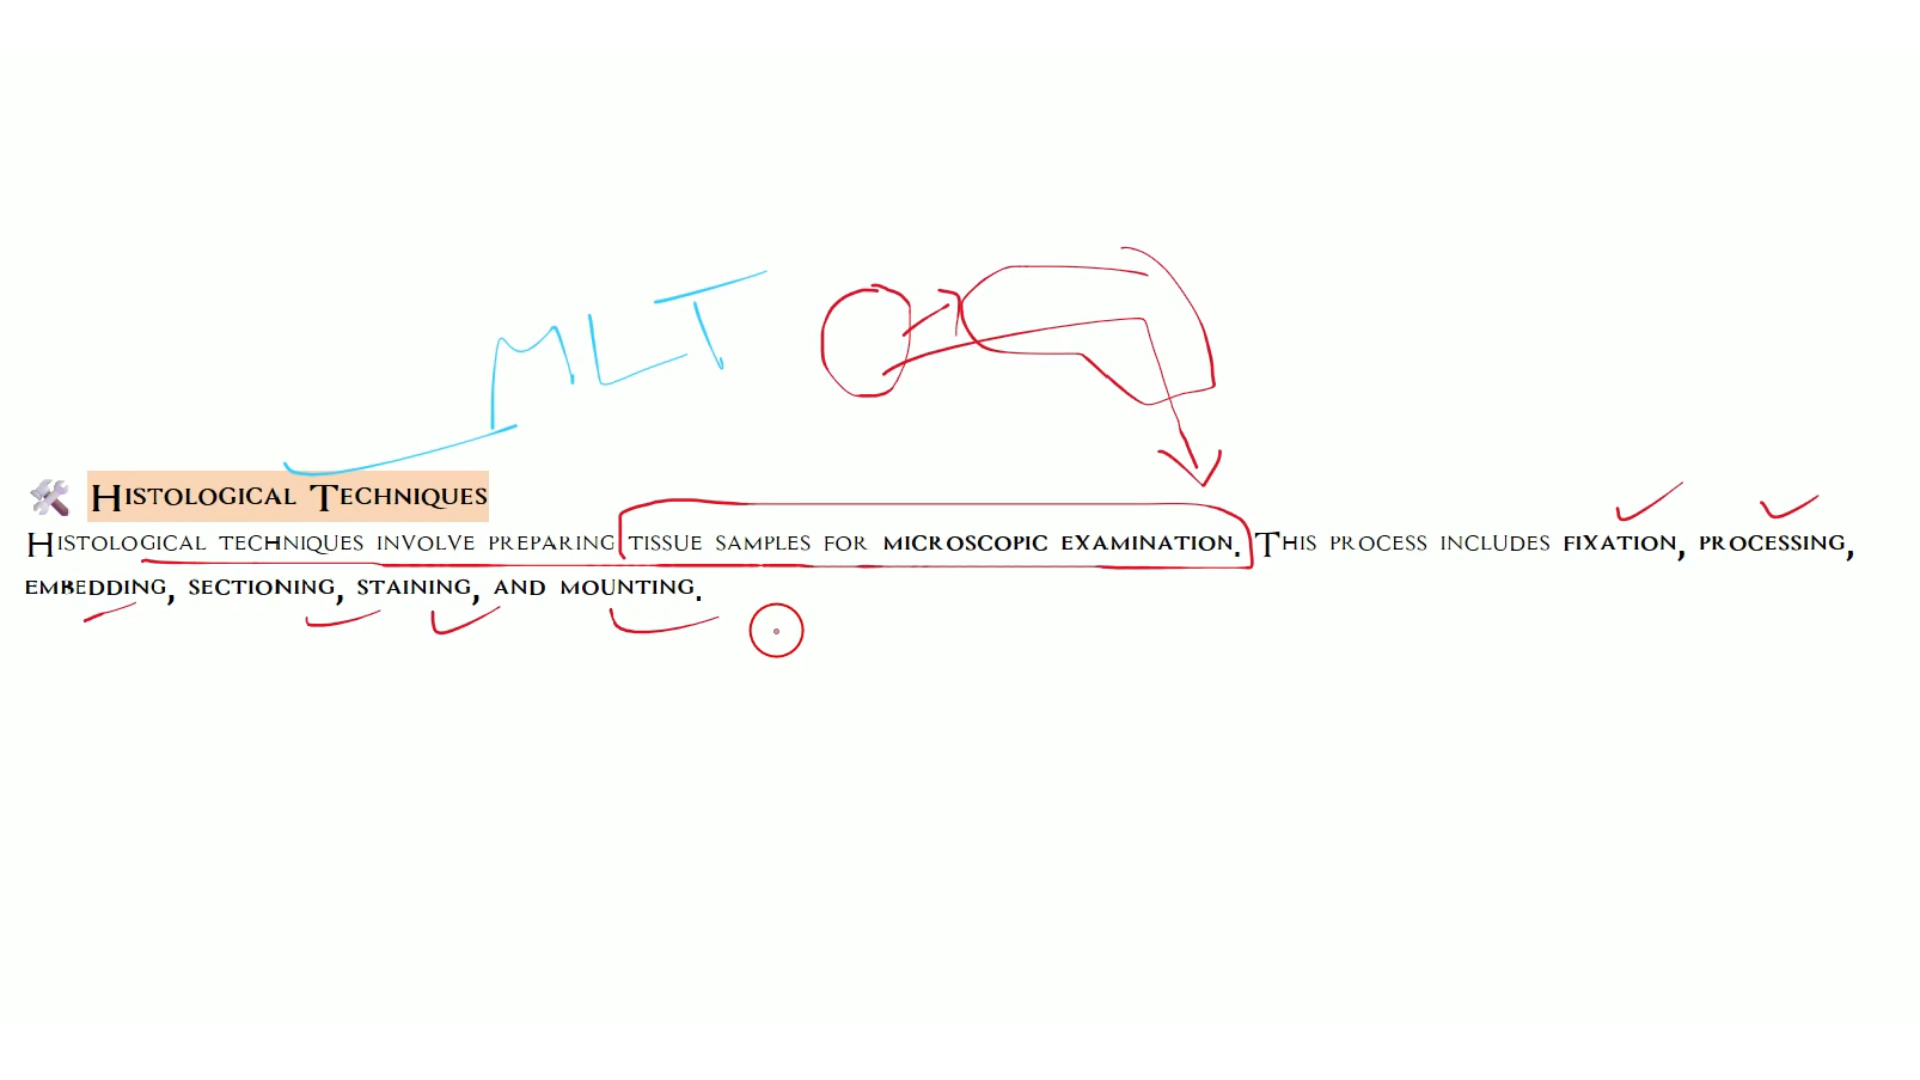 MLT
Histological Techniques
Histological techniques involve preparing tissue samples for microscopic examination. This process includes fixation, processing,
embedding, sectioning, staining, and mounting.